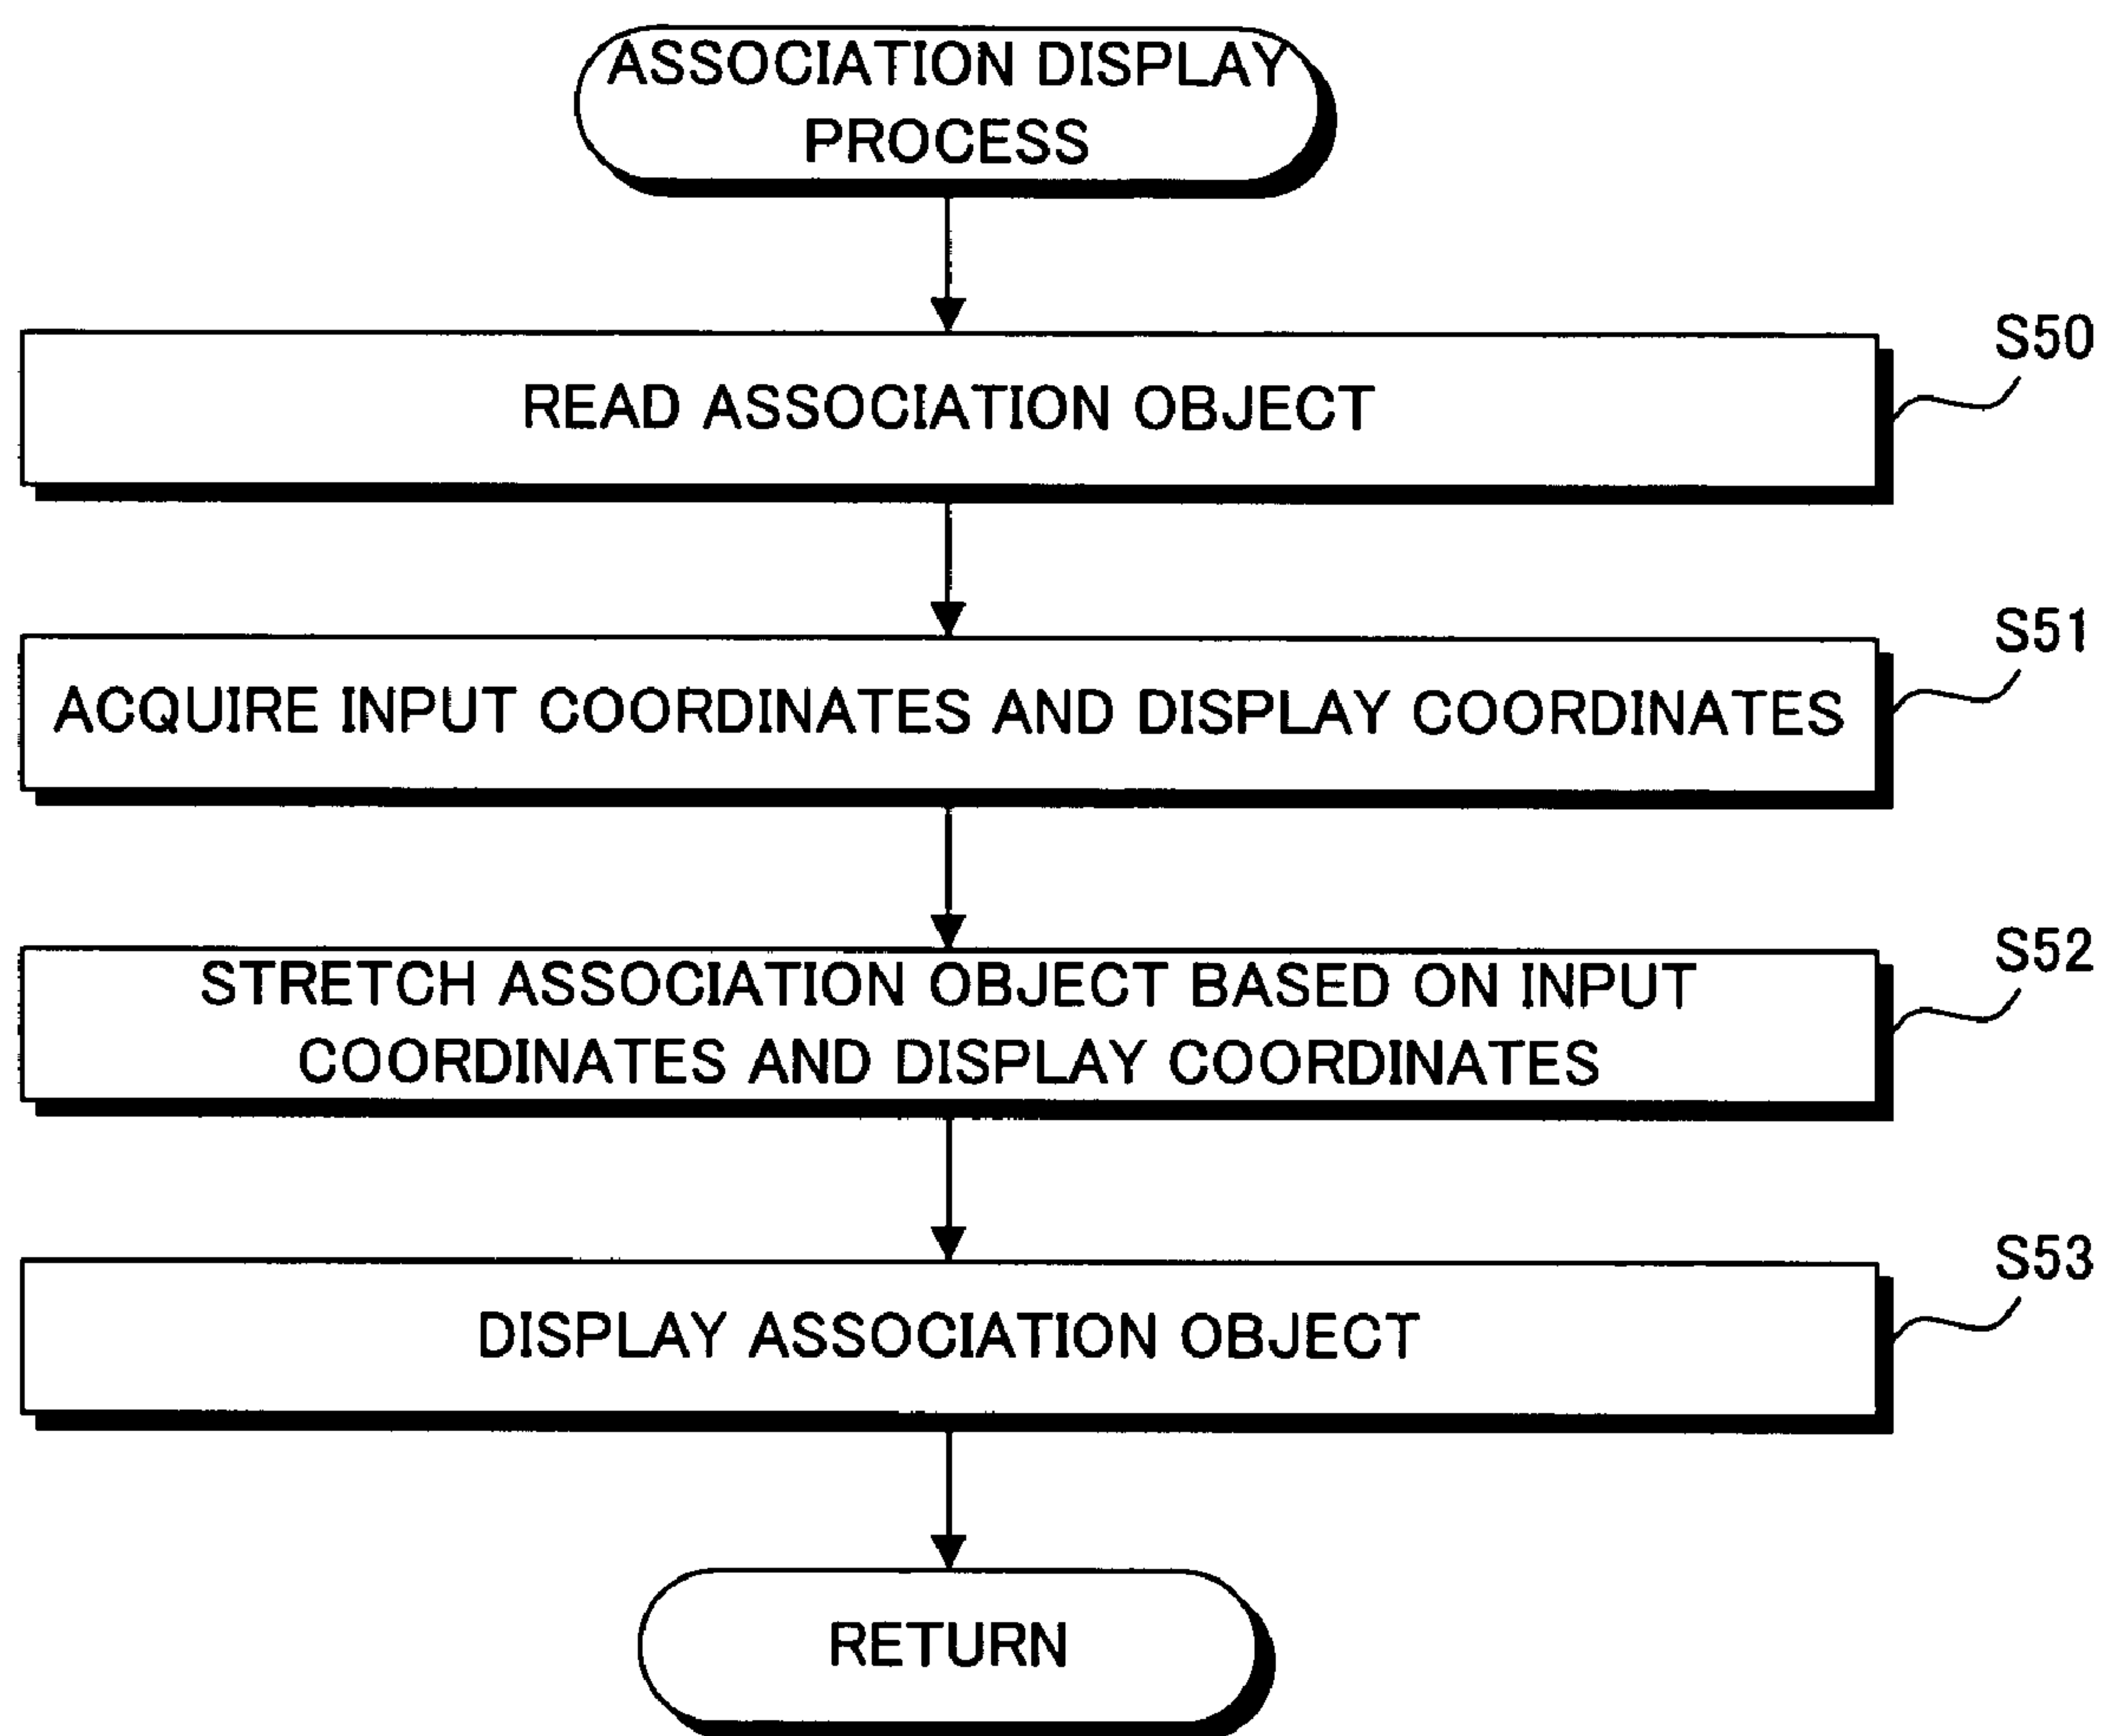 ASSOCIATION DISPLAY
PROCESS
S50
READ ASSOCIATION OBJECT
S51
ACQUIRE INPUT COORDINATES AND DISPLAY COORDINATES
S52
STRETCH ASSOCIATION OBJECT BASED ON INPUT
COORDINATES AND DISPLAY COORDINATES
S53
DISPLAY ASSOCIATION OBJECT
RETURN